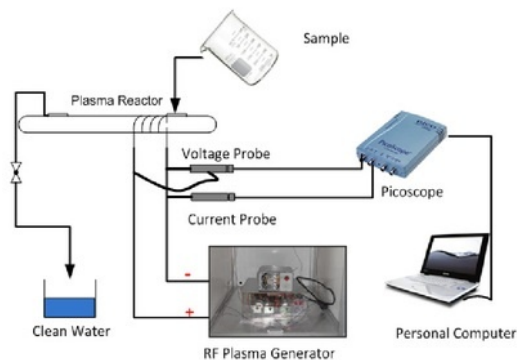 Sample
Plasma Reactor
Voltage Probe
Picoscope
Current Probe
-
+
Clean Water
RF Plasma Generator
Personal Computer